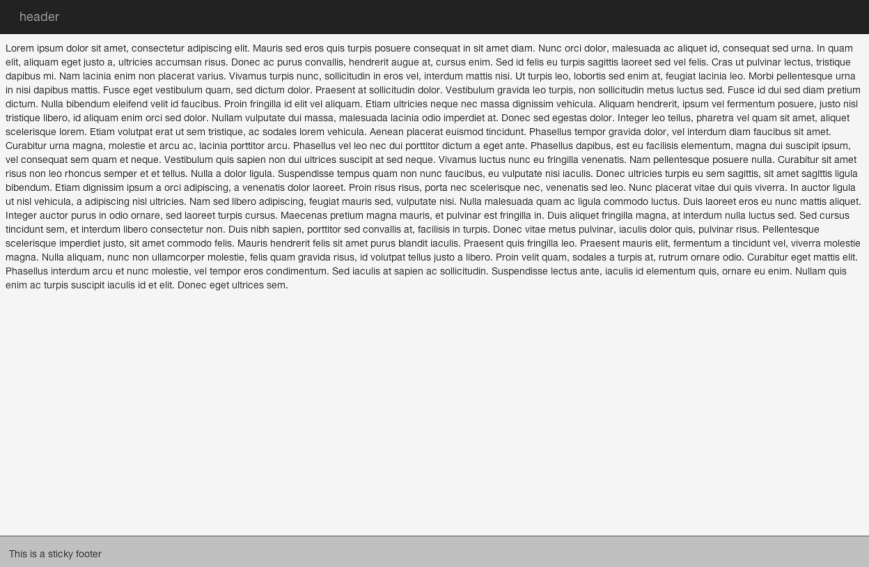 header
Lorem ipsum dolor sit amet, consectetur adipiscing elit. Mauris sed eros quis turpis posuere consequat in sit amet diam. Nunc orci dolor, malesuada ac aliquet id, consequat sed urna. In quam
elit, aliquam eget justo a, ultricies accumsan risus. Donec ac purus convallis, hendrerit augue at, cursus enim. Sed id felis eu turpis sagittis laoreet sed vel felis. Cras ut pulvinar lectus, tristique
dapibus mi. Nam lacinia enim non placerat varius. Vivamus turpis nunc, sollicitudin in eros vel, interdum mattis nisi. Ut turpis leo, lobortis sed enim at, feugiat lacinia leo. Morbi pellentesque urna
in nisi dapibus mattis. Fusce eget vestibulum quam, sed dictum dolor. Praesent at sollicitudin dolor. Vestibulum gravida leo turpis, non sollicitudin metus luctus sed. Fusce id dui sed diam pretium
dictum. Nulla bibendum eleifend velit id faucibus. Proin fringilla id elit vel aliquam. Etiam ultricies neque nec massa dignissim vehicula. Aliquam hendrerit, ipsum vel fermentum posuere, justo nisl
tristique libero, id aliquam enim orci sed dolor. Nullam vulputate dui massa, malesuada lacinia odio imperdiet at. Donec sed egestas dolor. Integer leo tellus, pharetra vel quam sit amet, aliquet
scelerisque lorem. Etiam volutpat erat ut sem tristique, ac sodales lorem vehicula. Aenean placerat euismod tincidunt. Phasellus tempor gravida dolor, vel interdum diam faucibus sit amet.
Curabitur urna magna, molestie et arcu ac, lacinia porttitor arcu. Phasellus vel leo nec dui porttitor dictum a eget ante. Phasellus dapibus, est eu facilisis elementum, magna dui suscipit ipsum,
vel consequat sem quam et neque. Vestibulum quis sapien non dui ultrices suscipit at sed neque. Vivamus luctus nunc eu fringilla venenatis. Nam pellentesque posuere nulla. Curabitur sit amet
risus non leo rhoncus semper et et tellus. Nulla a dolor ligula. Suspendisse tempus quam non nunc faucibus, eu vulputate nisi iaculis. Donec ultricies turpis eu sem sagittis, sit amet sagittis ligula
bibendum. Etiam dignissim ipsum a orci adipiscing, a venenatis dolor laoreet. Proin risus risus, porta nec scelerisque nec, venenatis sed leo. Nunc placerat vitae dui quis viverra. In auctor ligula
ut nisl vehicula, a adipiscing nisl ultricies. Nam sed libero adipiscing, feugiat mauris sed, vulputate nisi. Nulla malesuada quam ac ligula commodo luctus. Duis laoreet eros eu nunc mattis aliquet.
Integer auctor purus in odio ornare, sed laoreet turpis cursus. Maecenas pretium magna mauris, et pulvinar est fringilla in. Duis aliquet fringilla magna, at interdum nulla luctus sed. Sed cursus
tincidunt sem, et interdum libero consectetur non. Duis nibh sapien, porttitor sed convallis at, facilisis in turpis. Donec vitae metus pulvinar, iaculis dolor quis, pulvinar risus. Pellentesque
scelerisque imperdiet justo, sit amet commodo felis. Mauris hendrerit felis sit amet purus blandit iaculis. Praesent quis fringilla leo. Praesent mauris elit, fermentum a tincidunt vel, viverra molestie
magna. Nulla aliquam, nunc non ullamcorper molestie, felis quam gravida risus, id volutpat tellus justo a libero. Proin velit quam, sodales a turpis at, rutrum ornare odio. Curabitur eget mattis elit.
Phasellus interdum arcu et nunc molestie, vel tempor eros condimentum. Sed iaculis at sapien ac sollicitudin. Suspendisse lectus ante, iaculis id elementum quis, ornare eu enim. Nullam quis
enim ac turpis suscipit iaculis id et elit. Donec eget ultrices sem.
This is a sticky footer